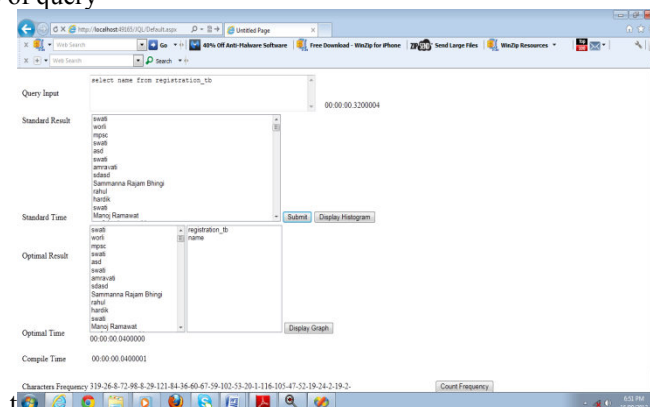 of query
http://localhost:49165/JQL/Default.aspx
Untitled Page
Web Search
Go
40% Off Anti-Malware Software
Free Download - WinZip for iPhone
Send Large Files
WinZip Resources
Web Search
Search
Query Input
select name from registration_tb
00:00:00.3200004
Standard Result
swati
worli
mpsc
swati
asd
swati
amravati
sdasd
Sammanna Rajam Bhingi
rahul
hardik
swati
Manoj Ramawat
Standard Time
Submit
Display Histogram
Optimal Result
swati
worli
mpsc
swati
asd
swati
amravati
sdasd
Sammanna Rajam Bhingi
rahul
hardik
swati
Manoj Ramawat
registration_tb
name
Display Graph
Optimal Time
00:00:00.0400000
Compile Time
00:00:00.0400001
Characters Frequency 319-26-8-72-98-8-29-121-84-36-60-67-59-102-53-20-1-116-105-47-52-19-24-2-19-2-
Count Frequency
t
6:51 PM